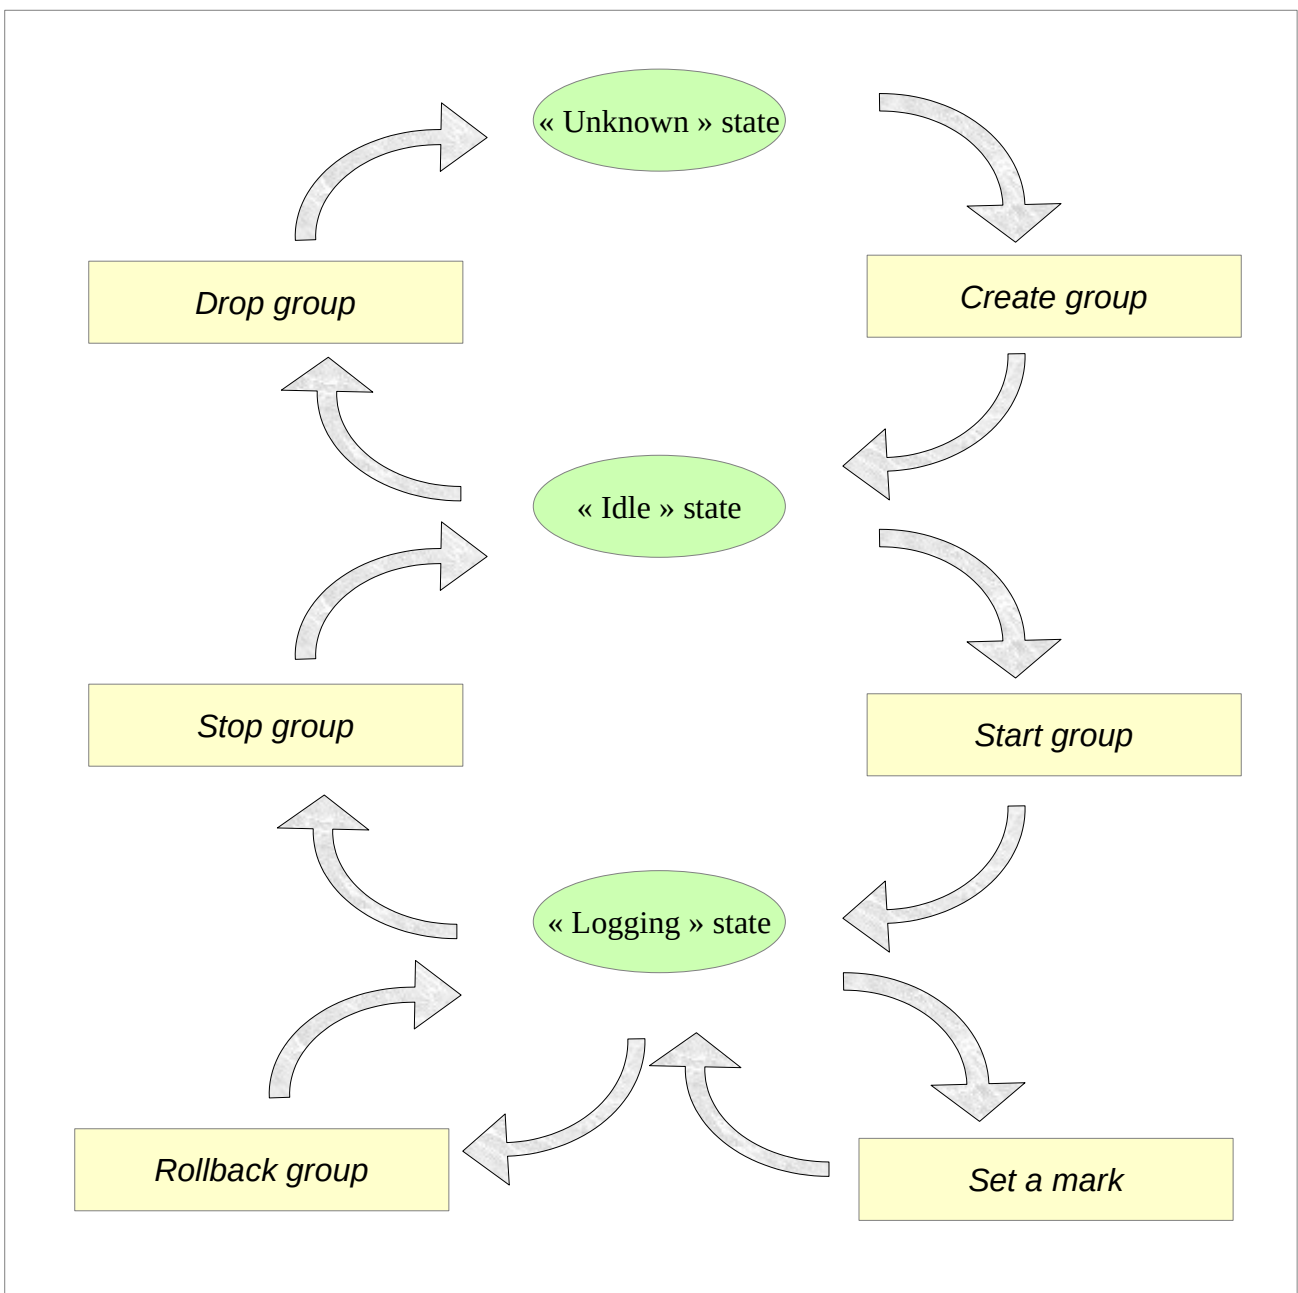 « Unknown » state
Drop group
Create group
« Idle » state
Stop group
Start group
« Logging » state
Rollback group
Set a mark